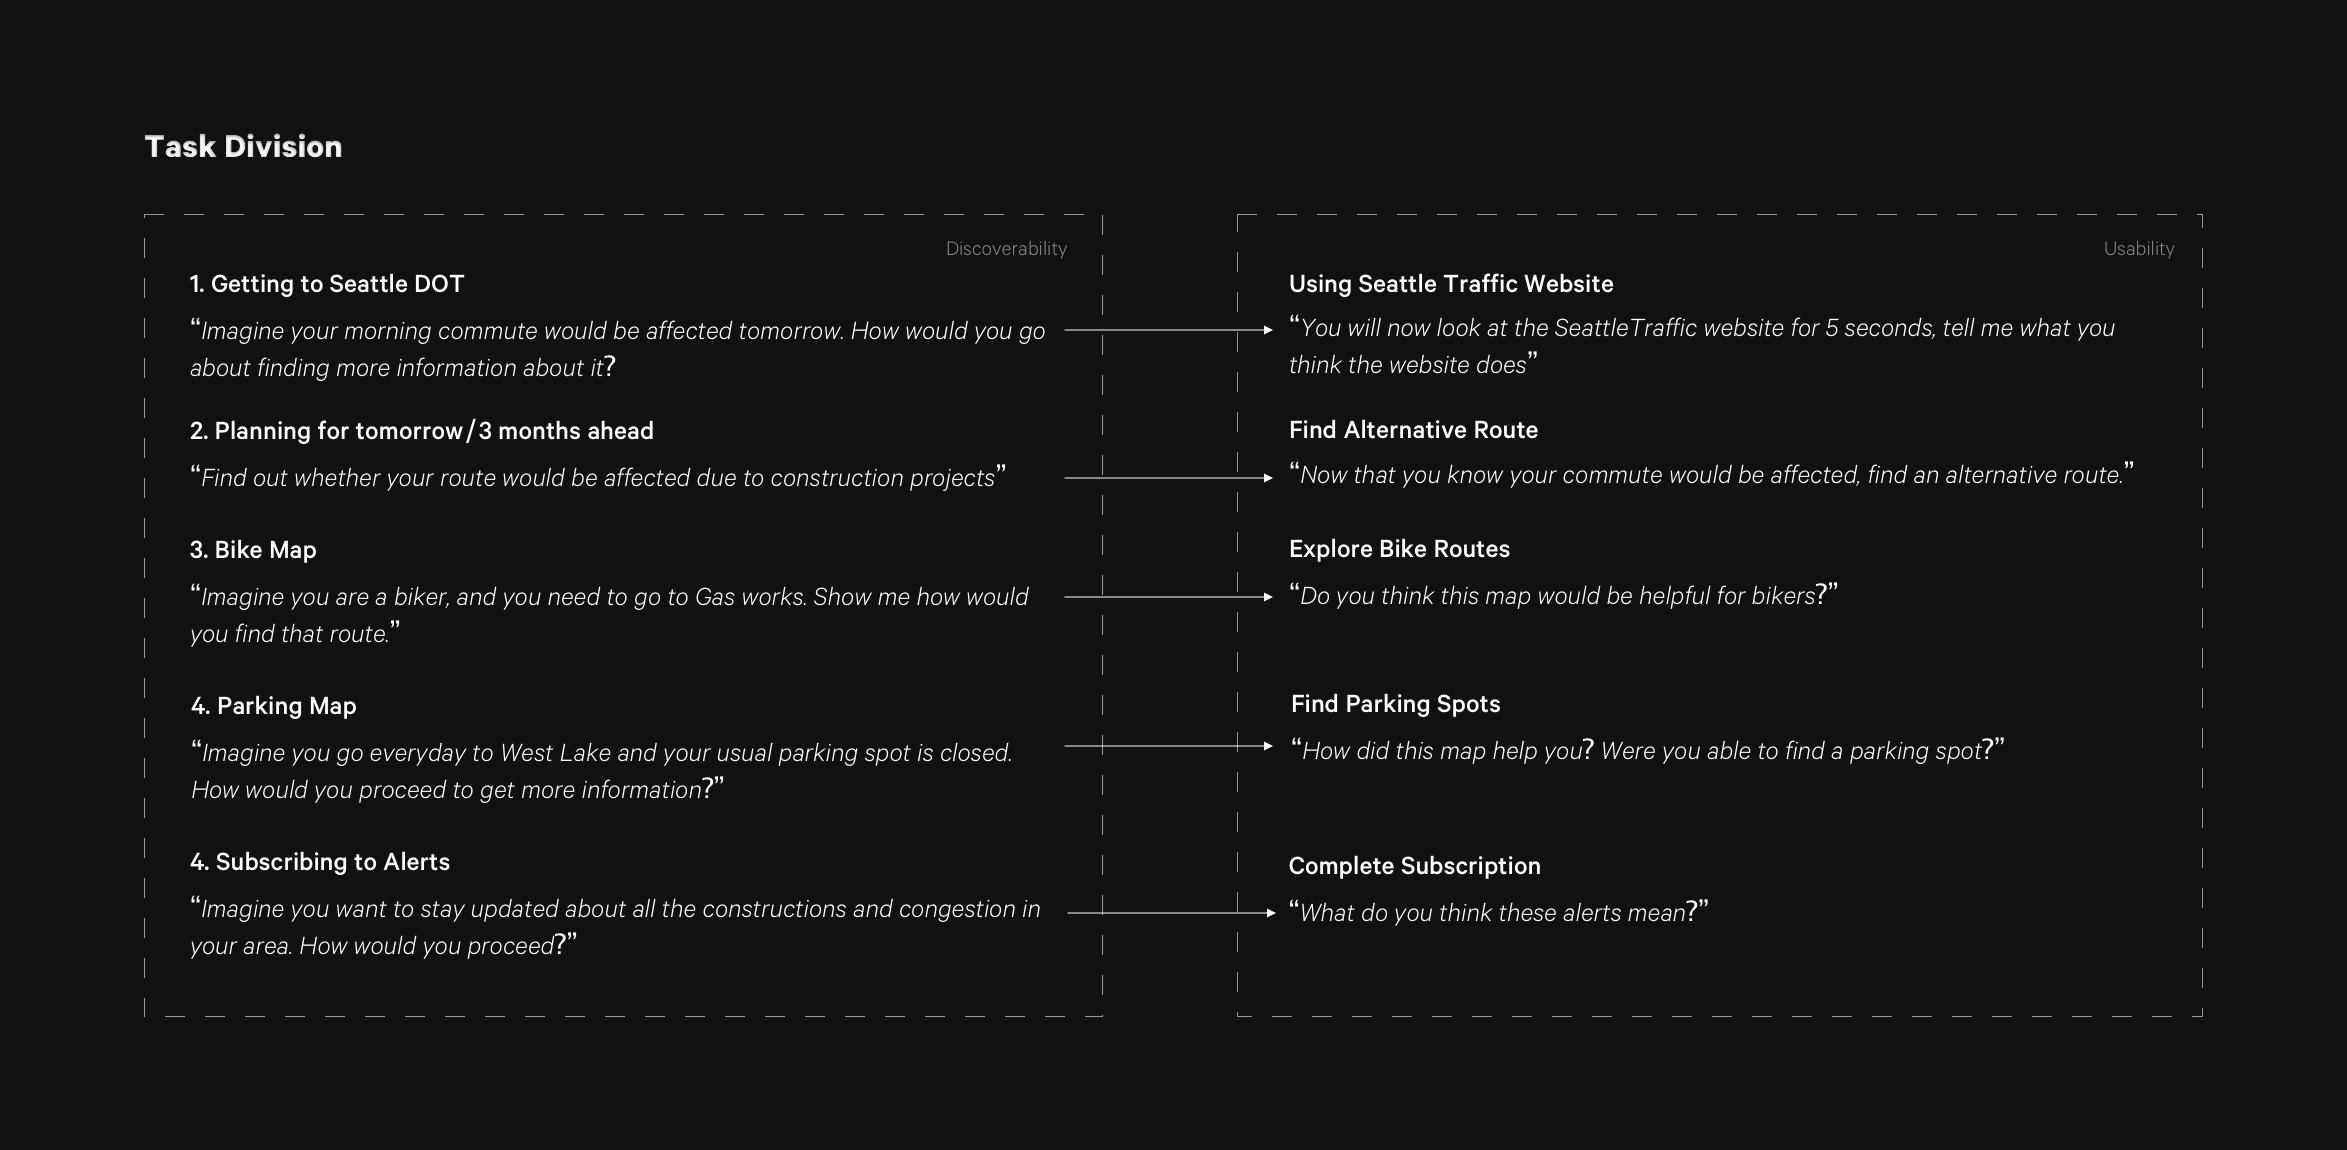 Task Division
Discoverability
1. Getting to Seattle DOT
“Imagine your morning commute would be affected tomorrow. How would you go
about finding more information about it?
2. Planning for tomorrow/3 months ahead
“Find out whether your route would be affected due to construction projects”
3. Bike Map
“Imagine you are a biker, and you need to go to Gas works. Show me how would
you find that route.”
4. Parking Map
“Imagine you go everyday to West Lake and your usual parking spot is closed.
How would you proceed to get more information?”
4. Subscribing to Alerts
“Imagine you want to stay updated about all the constructions and congestion in
your area. How would you proceed?”
Usability
Using Seattle Traffic Website
“You will now look at the SeattleTraffic website for 5 seconds, tell me what you
think the website does”
Find Alternative Route
“Now that you know your commute would be affected, find an alternative route.”
Explore Bike Routes
“Do you think this map would be helpful for bikers?”
Find Parking Spots
“How did this map help you? Were you able to find a parking spot?”
Complete Subscription
“What do you think these alerts mean?”